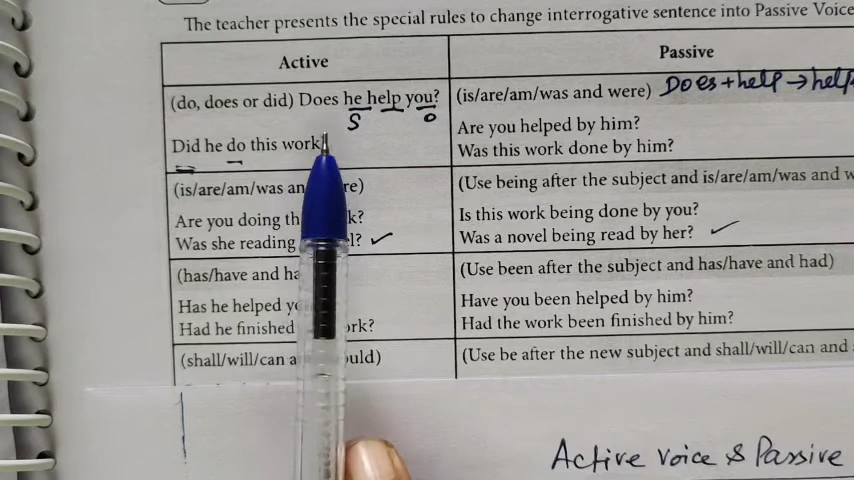 The teacher presents the special rules to change interrogative sentence into Passive Voice
Active
Passive
(do, does or did) Does he help you?
S O
Did he do this work
(is/are/am/was and were) Does + help → help
Are you helped by him?
Was this work done by him?
(is/are/am/was an re)
Are you doing th k?
Was she reading l? ✓
(Use being after the subject and is/are/am/was and w
Is this work being done by you?
Was a novel being read by her? ✓
(has/have and ha
Has he helped yo
Had he finished ork?
(Use been after the subject and has/have and had)
Have you been helped by him?
Had the work been finished by him?
(shall/will/can a ould)
(Use be after the new subject and shall/will/can and
Active voice & Passive